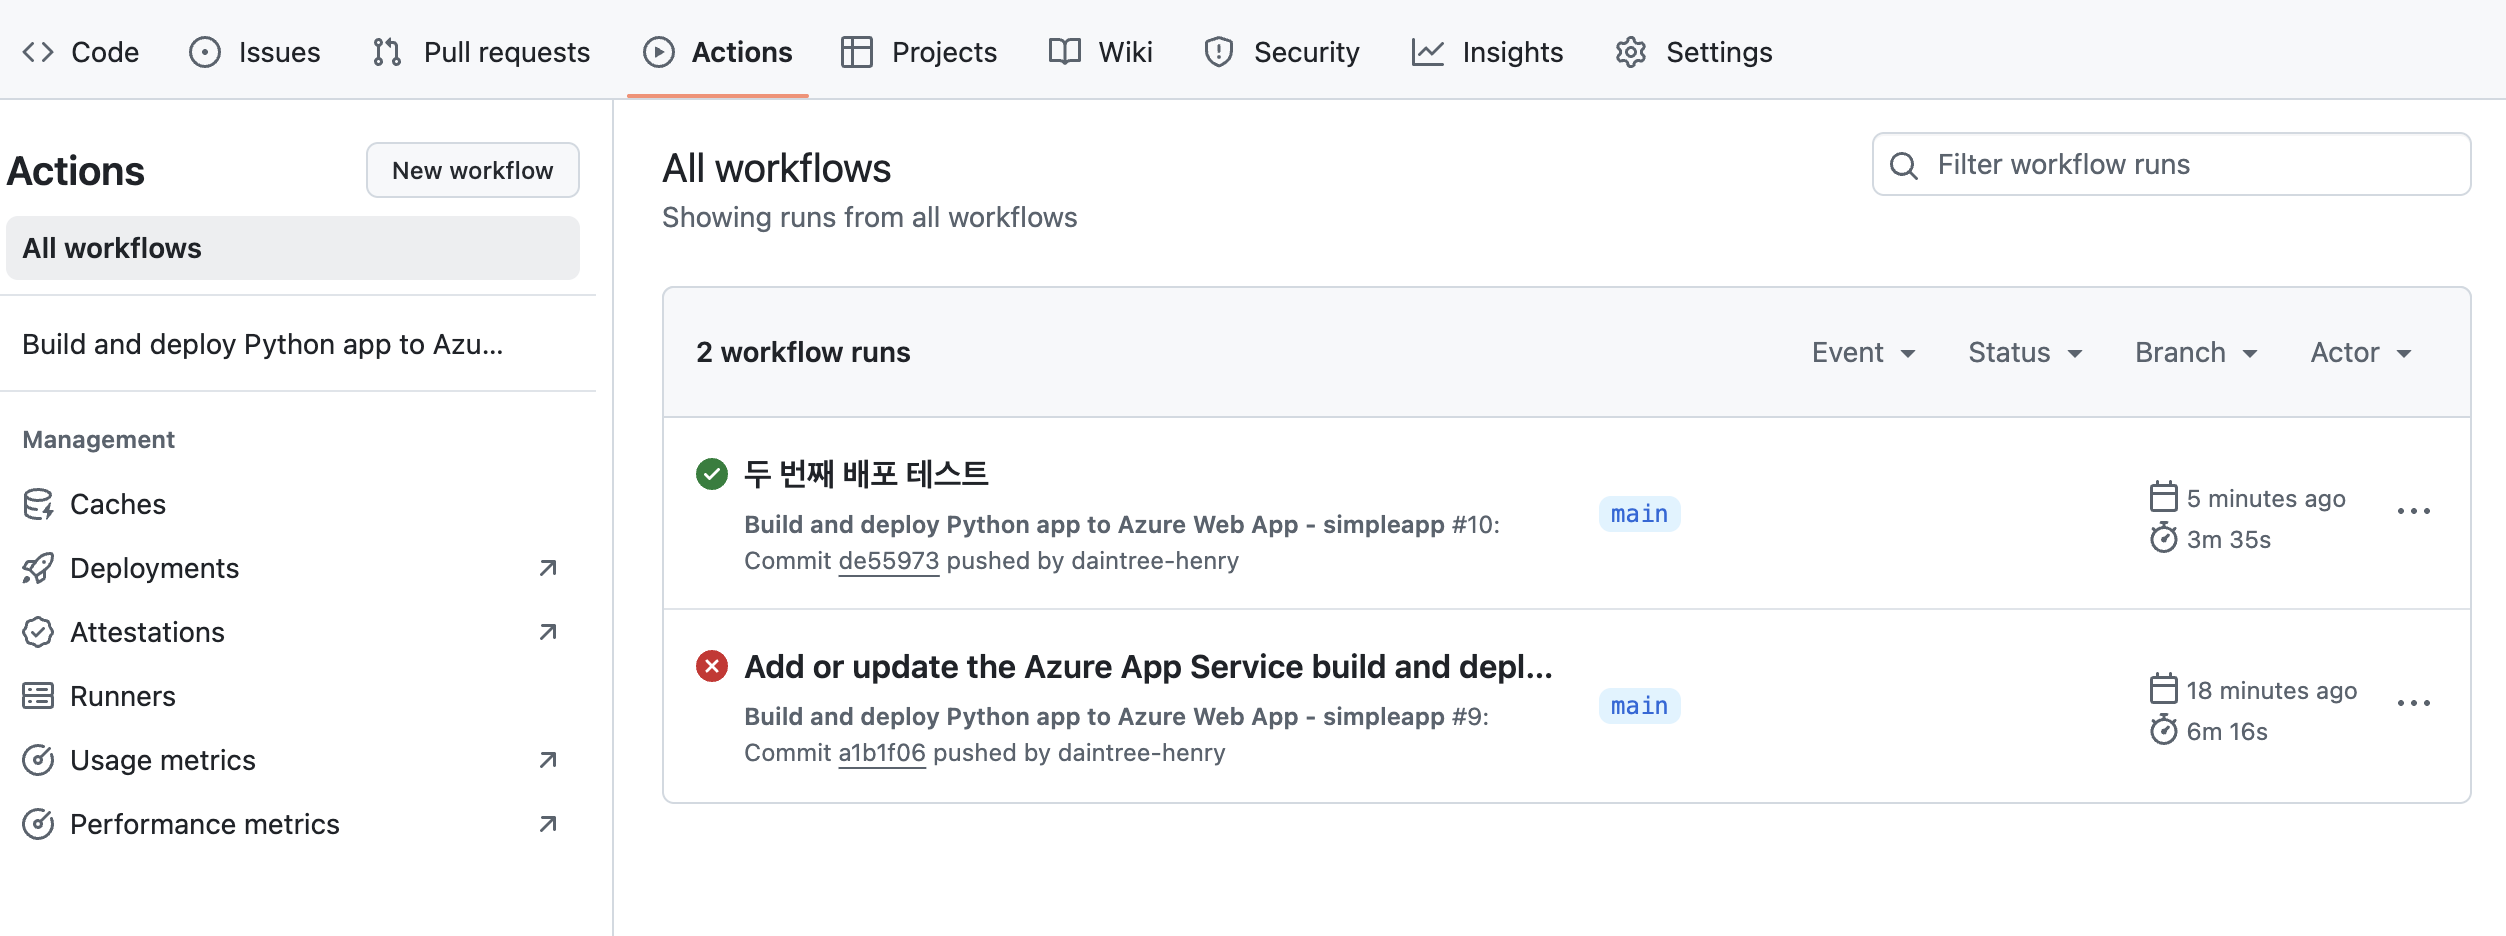 Code Issues Pull requests Actions Projects Wiki Security Insights Settings
Actions
New workflow
All workflows
Build and deploy Python app to Azu...
Management
Caches
Deployments
Attestations
Runners
Usage metrics
Performance metrics
All workflows
Showing runs from all workflows
Filter workflow runs
2 workflow runs
Event Status Branch Actor
두 번째 배포 테스트
Build and deploy Python app to Azure Web App - simpleapp #10:
Commit de55973 pushed by daintree-henry
main
5 minutes ago
3m 35s
Add or update the Azure App Service build and depl...
Build and deploy Python app to Azure Web App - simpleapp #9:
Commit a1b1f06 pushed by daintree-henry
main
18 minutes ago
6m 16s